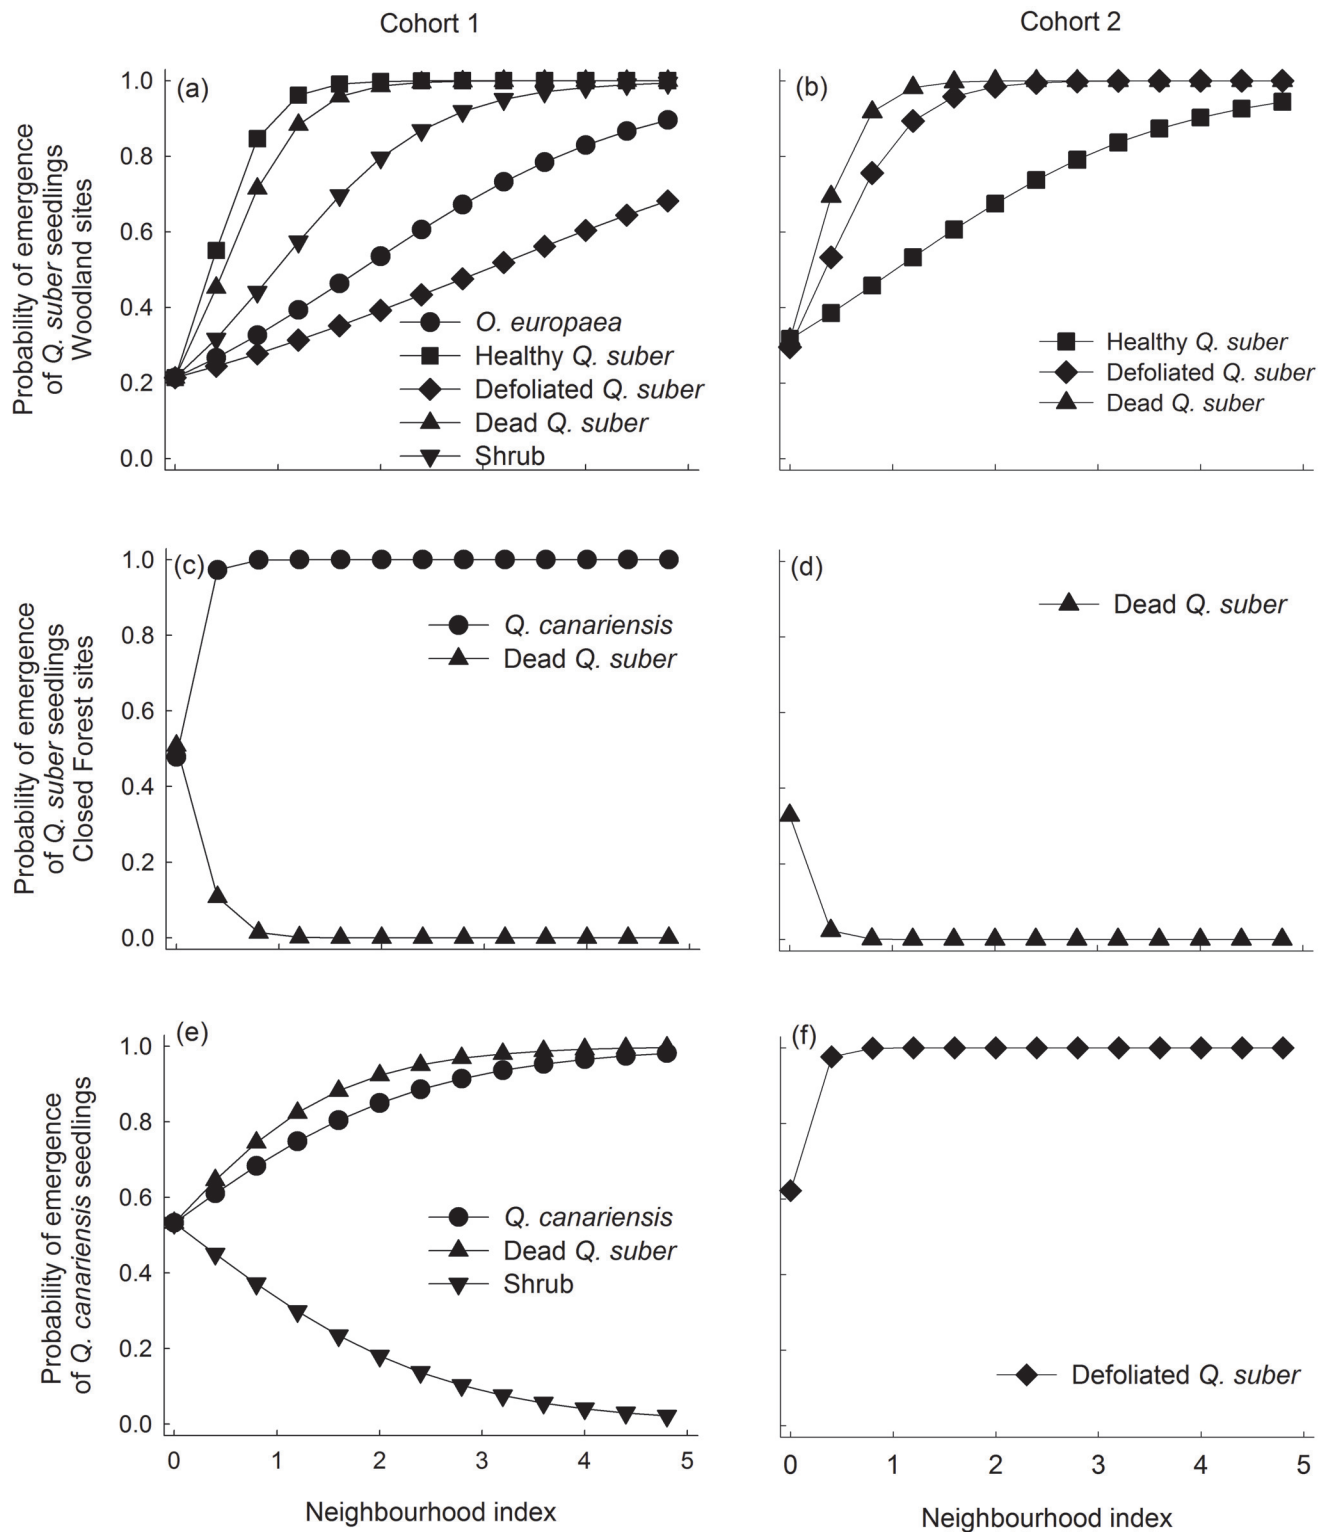 Cohort 1
Cohort 2
Probability of emergence
of Q. suber seedlings
Woodland sites
(a)
1.0
0.8
0.6
0.4
0.2
0.0
O. europaea
Healthy Q. suber
Defoliated Q. suber
Dead Q. suber
Shrub
(b)
Healthy Q. suber
Defoliated Q. suber
Dead Q. suber
Probability of emergence
of Q. suber seedlings
Closed Forest sites
(c)
1.0
0.8
0.6
0.4
0.2
0.0
Q. canariensis
Dead Q. suber
(d)
Dead Q. suber
Probability of emergence
of Q. canariensis seedlings
(e)
1.0
0.8
0.6
0.4
0.2
0.0
Q. canariensis
Dead Q. suber
Shrub
0 1 2 3 4 5
Neighbourhood index
(f)
Defoliated Q. suber
0 1 2 3 4 5
Neighbourhood index